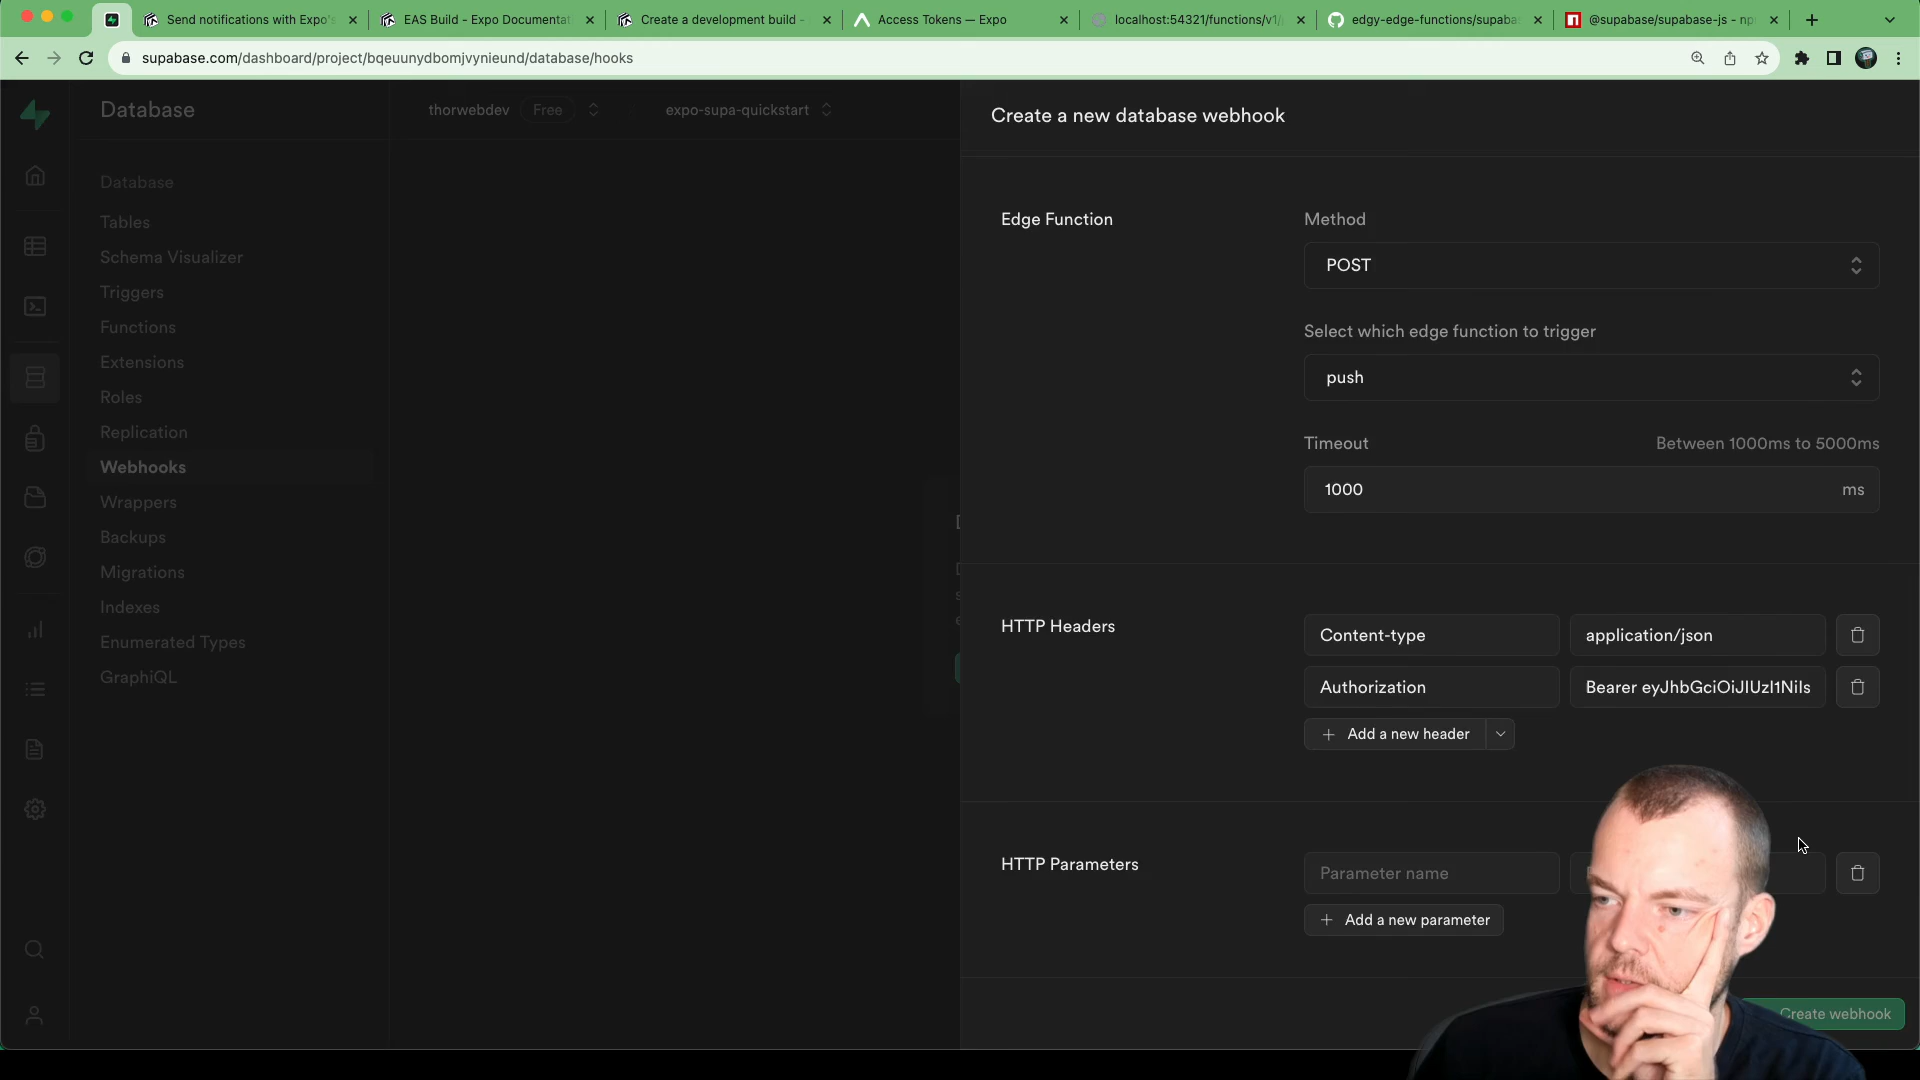 Send notifications with Expo's
EAS Build - Expo Documentat
Create a development build -
Access Tokens — Expo
localhost:54321/functions/v1/
edgy-edge-functions/supaba
@supabase/supabase-js - np
supabase.com/dashboard/project/bqeuunydbomjvynieund/database/hooks
Database
thorwebdev
Free
expo-supa-quickstart
Create a new database webhook
Database
Tables
Schema Visualizer
Triggers
Functions
Extensions
Roles
Replication
Webhooks
Wrappers
Backups
Migrations
Indexes
Enumerated Types
GraphiQL
Edge Function
Method
POST
Select which edge function to trigger
push
Timeout
Between 1000ms to 5000ms
1000
ms
HTTP Headers
Content-type
application/json
Authorization
Bearer eyJhbGciOiJIUzI1NiIs
Add a new header
HTTP Parameters
Parameter name
Add a new parameter
Create webhook